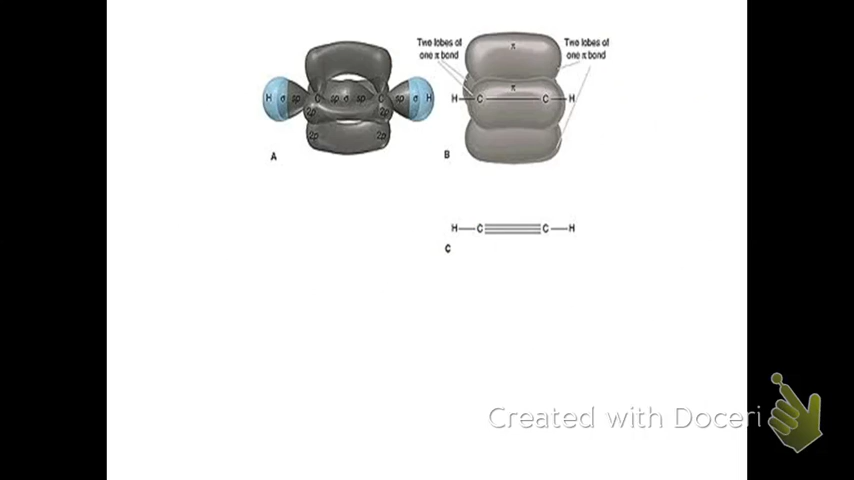 Two lobes of
one π bond
Two lobes of
one π bond
π
π
H σ sp C sp σ sp C sp σ H
2p 2p
2p 2p
H C C H
A
B
H C C H
C
Created with Doceri